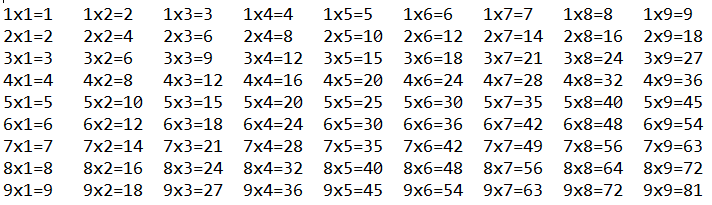 1x1=1 1x2=2 1x3=3 1x4=4 1x5=5 1x6=6 1x7=7 1x8=8 1x9=9
2x1=2 2x2=4 2x3=6 2x4=8 2x5=10 2x6=12 2x7=14 2x8=16 2x9=18
3x1=3 3x2=6 3x3=9 3x4=12 3x5=15 3x6=18 3x7=21 3x8=24 3x9=27
4x1=4 4x2=8 4x3=12 4x4=16 4x5=20 4x6=24 4x7=28 4x8=32 4x9=36
5x1=5 5x2=10 5x3=15 5x4=20 5x5=25 5x6=30 5x7=35 5x8=40 5x9=45
6x1=6 6x2=12 6x3=18 6x4=24 6x5=30 6x6=36 6x7=42 6x8=48 6x9=54
7x1=7 7x2=14 7x3=21 7x4=28 7x5=35 7x6=42 7x7=49 7x8=56 7x9=63
8x1=8 8x2=16 8x3=24 8x4=32 8x5=40 8x6=48 8x7=56 8x8=64 8x9=72
9x1=9 9x2=18 9x3=27 9x4=36 9x5=45 9x6=54 9x7=63 9x8=72 9x9=81